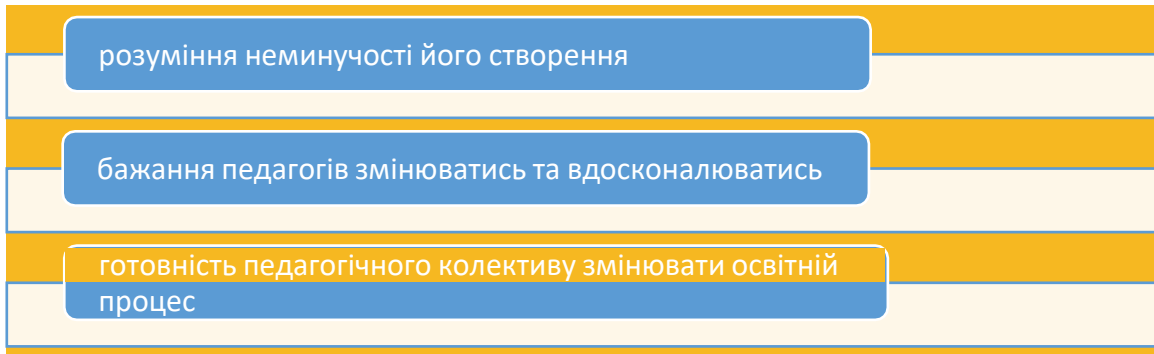 розуміння неминучості його створення
бажання педагогів змінюватись та вдосконалюватись
готовність педагогічного колективу змінювати освітній
процес